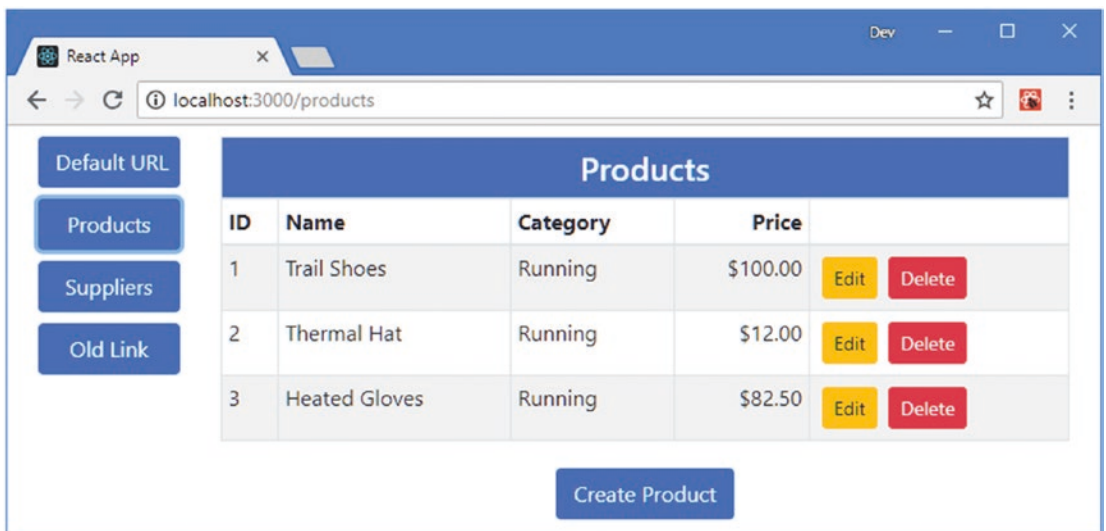 Dev
React App
localhost:3000/products
Default URL
Products
Suppliers
Old Link
Products
ID Name Category Price
1 Trail Shoes Running $100.00 Edit Delete
2 Thermal Hat Running $12.00 Edit Delete
3 Heated Gloves Running $82.50 Edit Delete
Create Product